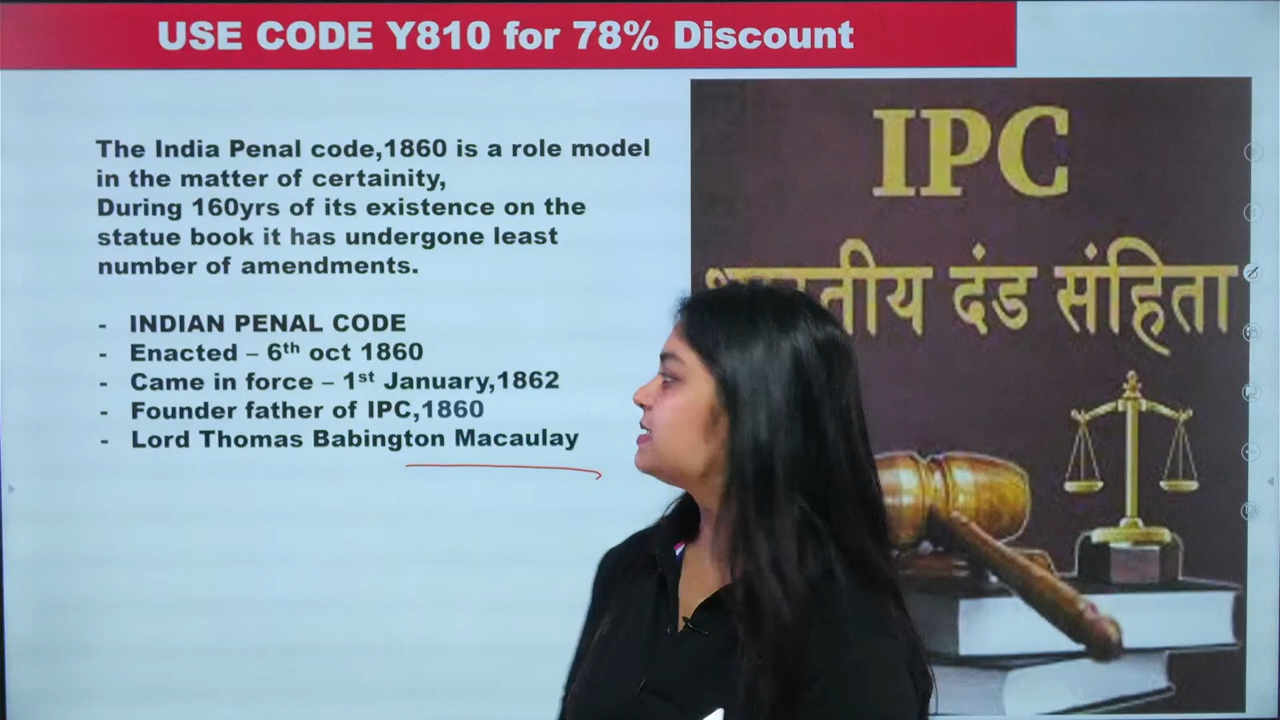 USE CODE Y810 for 78% Discount
The India Penal code,1860 is a role model
in the matter of certainity,
During 160yrs of its existence on the
statue book it has undergone least
number of amendments.
- INDIAN PENAL CODE
- Enacted – 6th oct 1860
- Came in force – 1st January,1862
- Founder father of IPC,1860
- Lord Thomas Babington Macaulay
IPC
दंड संहिता